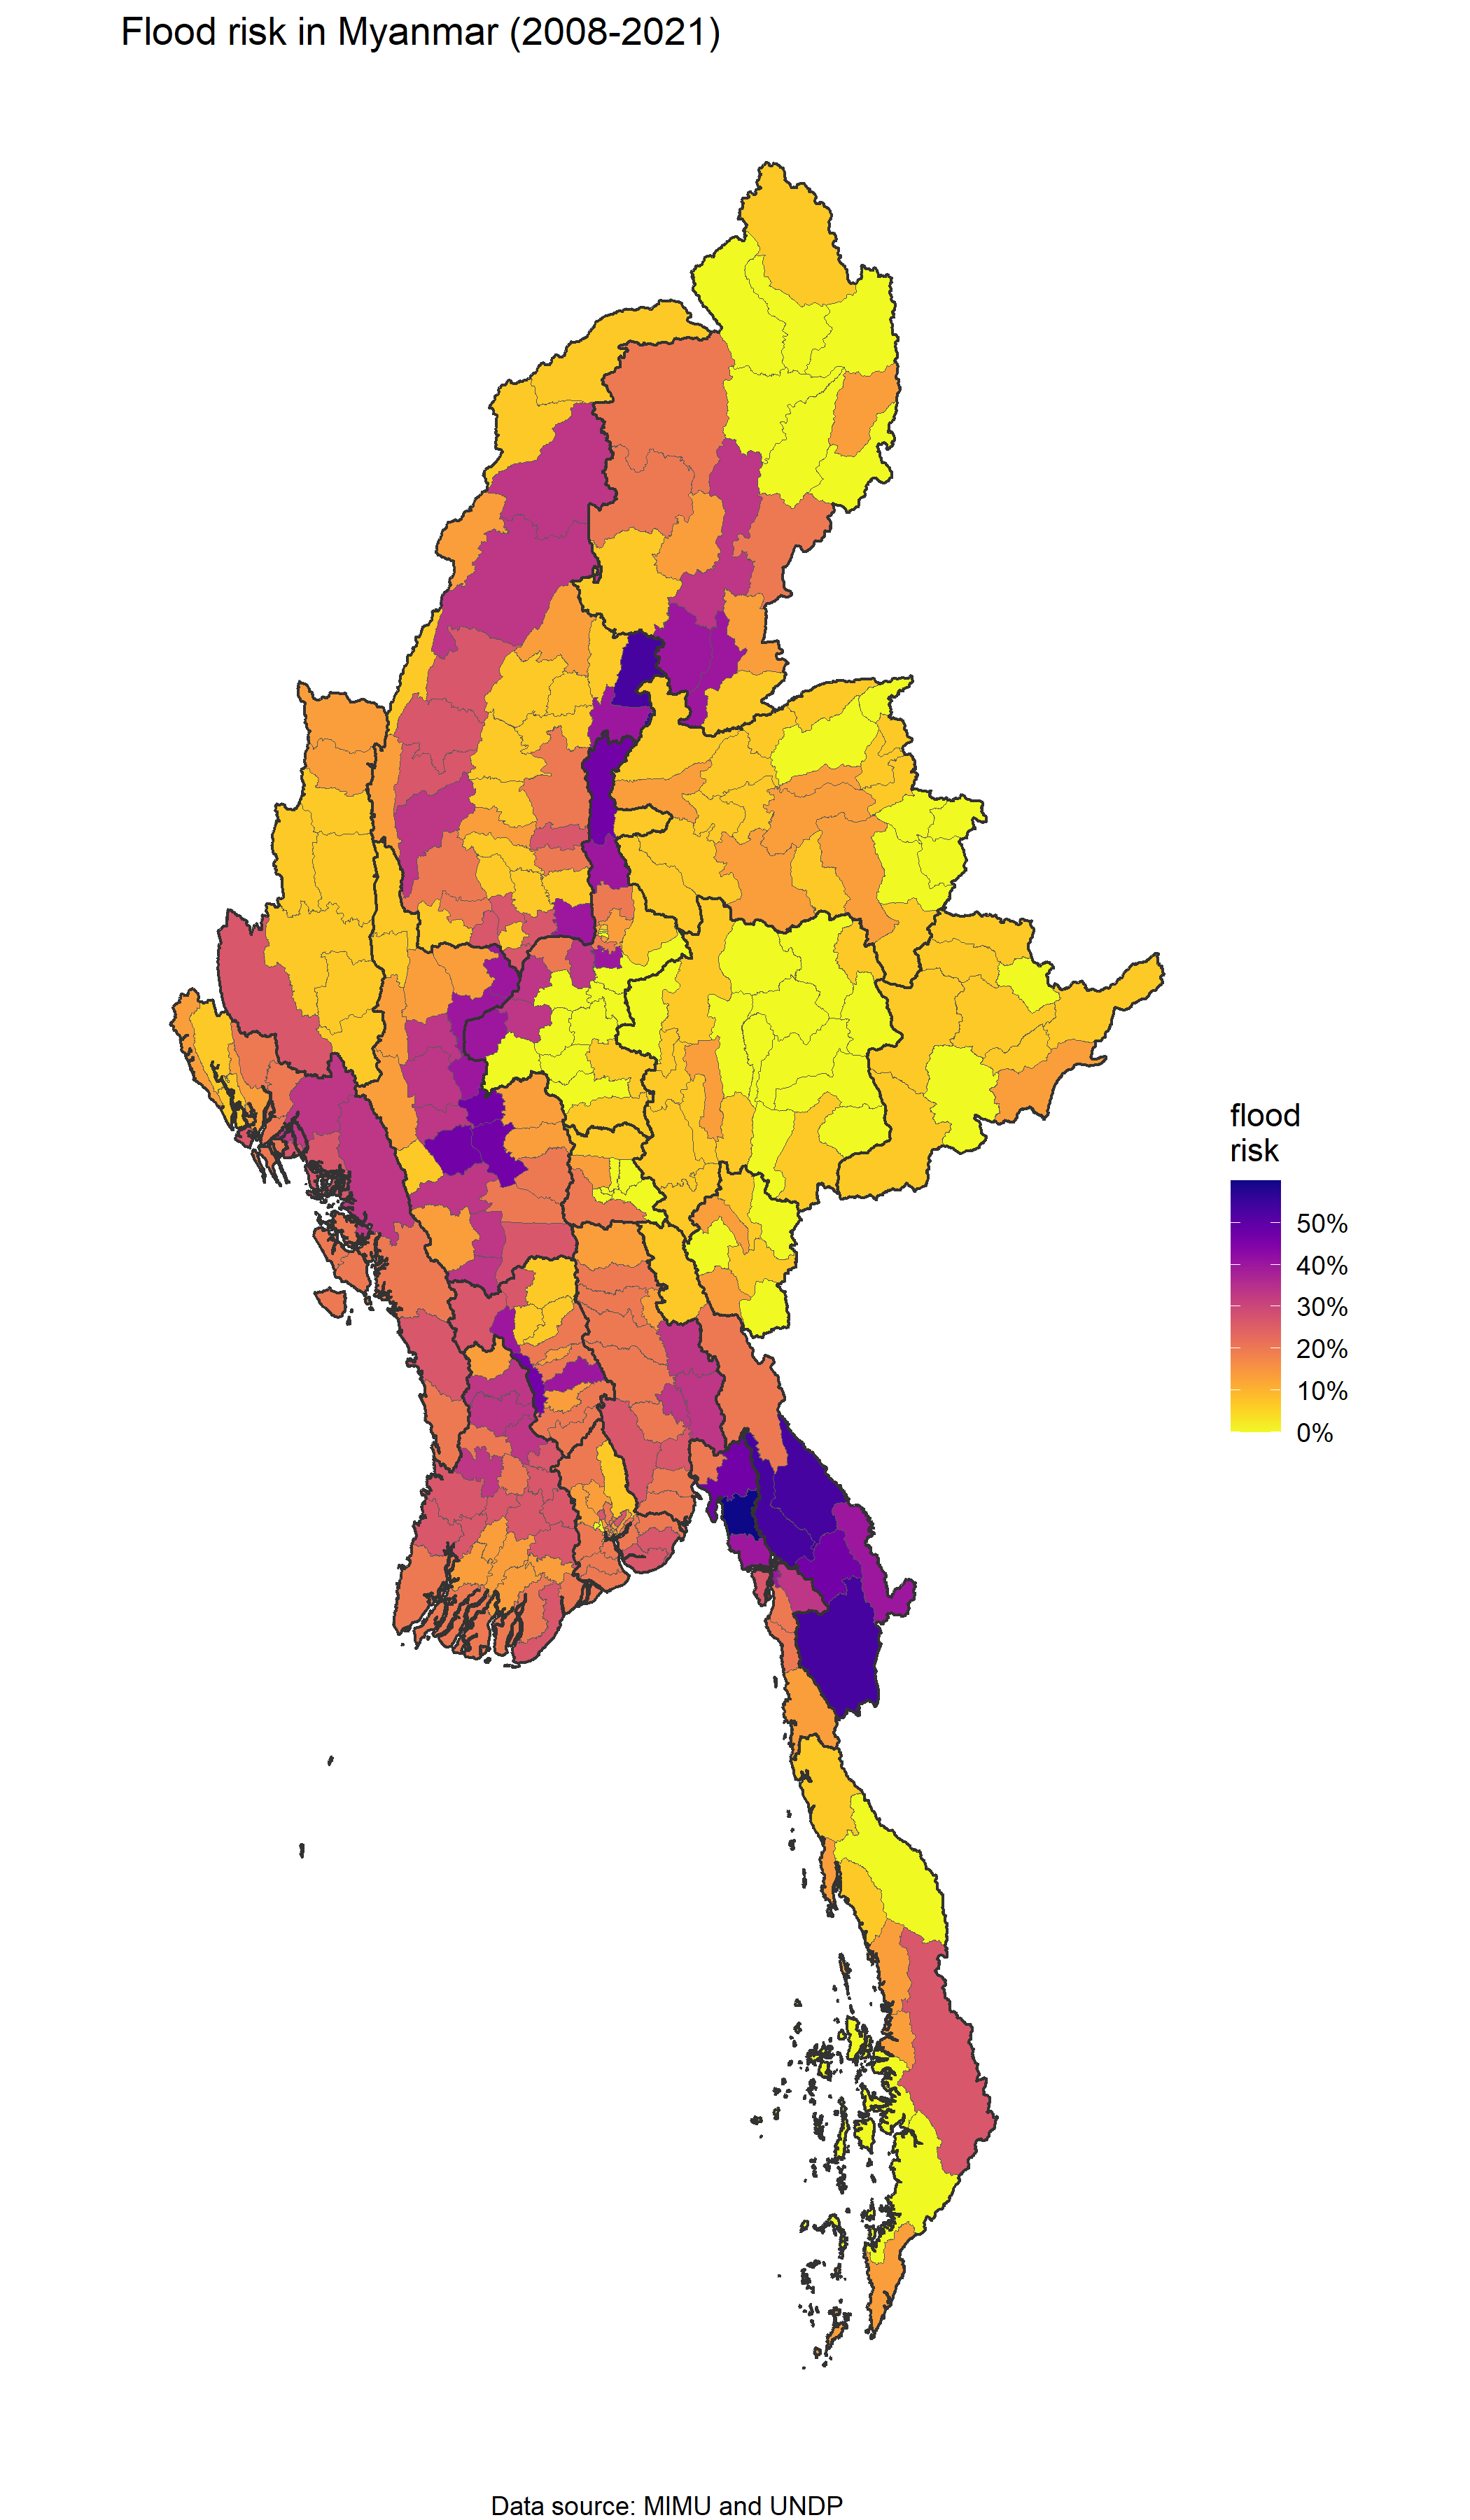 Flood risk in Myanmar (2008-2021)
flood
risk
50%
40%
30%
20%
10%
0%
Data source: MIMU and UNDP